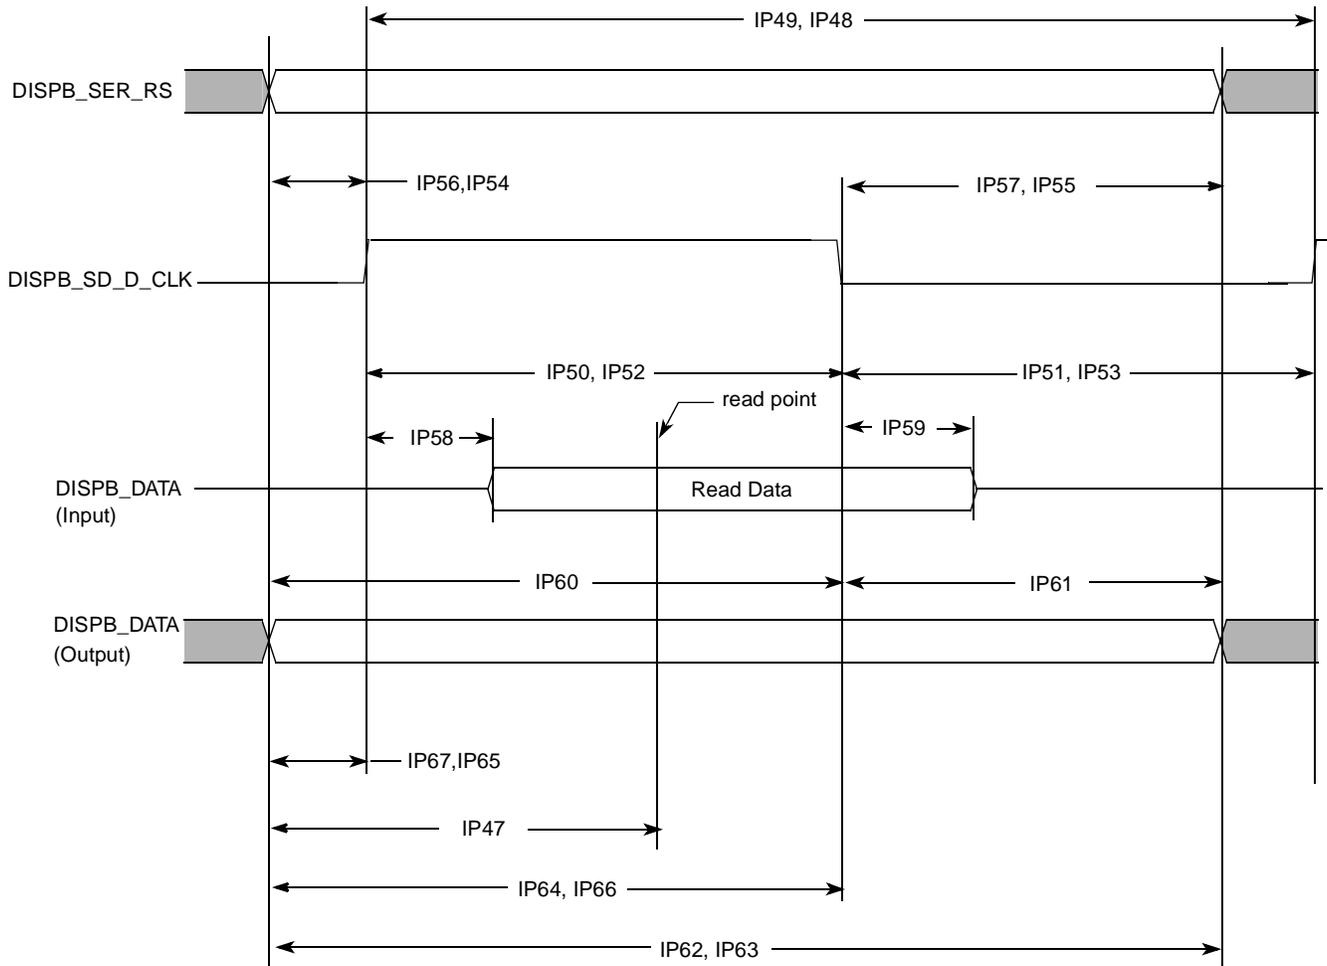 IP49, IP48
DISPB_SER_RS
IP56,IP54
IP57, IP55
DISPB_SD_D_CLK
IP50, IP52
IP51, IP53
read point
IP58
IP59
DISPB_DATA
(Input)
Read Data
IP60
IP61
DISPB_DATA
(Output)
IP67,IP65
IP47
IP64, IP66
IP62, IP63